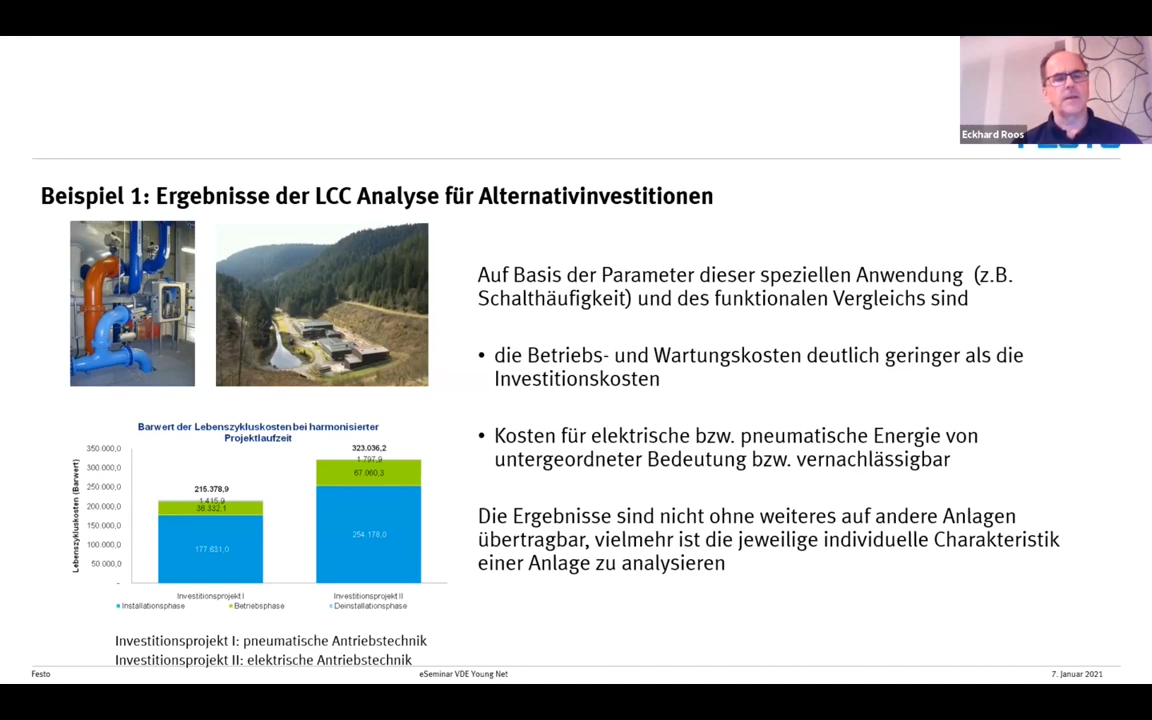 Eckhard Roos
Beispiel 1: Ergebnisse der LCC Analyse für Alternativinvestitionen
Auf Basis der Parameter dieser speziellen Anwendung (z.B.
Schalthäufigkeit) und des funktionalen Vergleichs sind
• die Betriebs- und Wartungskosten deutlich geringer als die
Investitionskosten
• Kosten für elektrische bzw. pneumatische Energie von
untergeordneter Bedeutung bzw. vernachlässigbar
Die Ergebnisse sind nicht ohne weiteres auf andere Anlagen
übertragbar, vielmehr ist die jeweilige individuelle Charakteristik
einer Anlage zu analysieren
Barwert der Lebenszykluskosten bei harmonisierter
Projektlaufzeit
Lebenszykluskosten (Barwert)
350 000,0
300 000,0
250 000,0
200 000,0
150 000,0
100 000,0
50 000,0
-
215.378,9
1.415,9
36.332,1
177 631,0
323.036,2
1.797,9
67 060,3
254 178,0
Investitionsprojekt I
Investitionsprojekt II
Installationsphase
Betriebsphase
Deinstallationsphase
Investitionsprojekt I: pneumatische Antriebstechnik
Investitionsprojekt II: elektrische Antriebstechnik
Festo
eSeminar VDE Young Net
7. Januar 2021